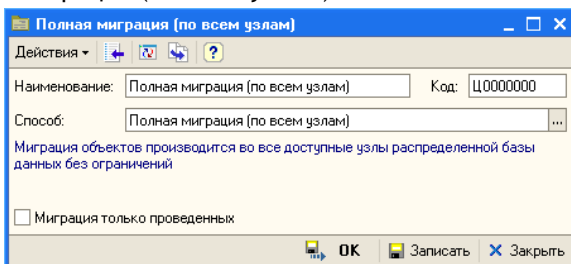 Полная миграция (по всем узлам)
Действия
Наименование: Полная миграция (по всем узлам) Код: Ц0000000
Способ: Полная миграция (по всем узлам) ...
Миграция объектов производится во все доступные узлы распределенной базы
данных без ограничений
Миграция только проведенных
OK Записать Закрыть